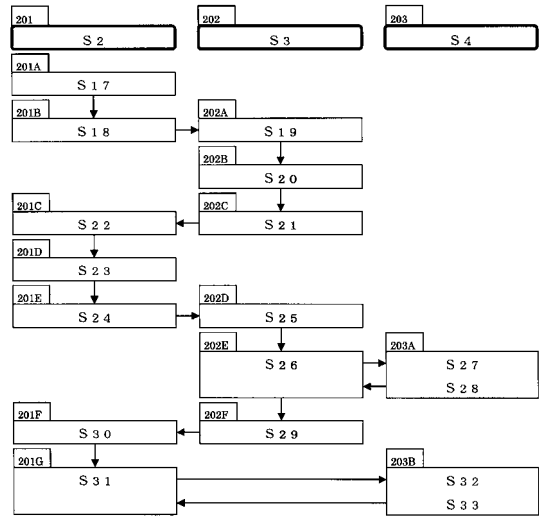 201 202 203
S2 S3 S4
201A
S17
201B 202A
S18 S19
202B
S20
201C 202C
S22 S21
201D
S23
201E 202D
S24 S25
202E 203A
S26 S27
S28
201F 202F
S30 S29
201G 203B
S31 S32
S33